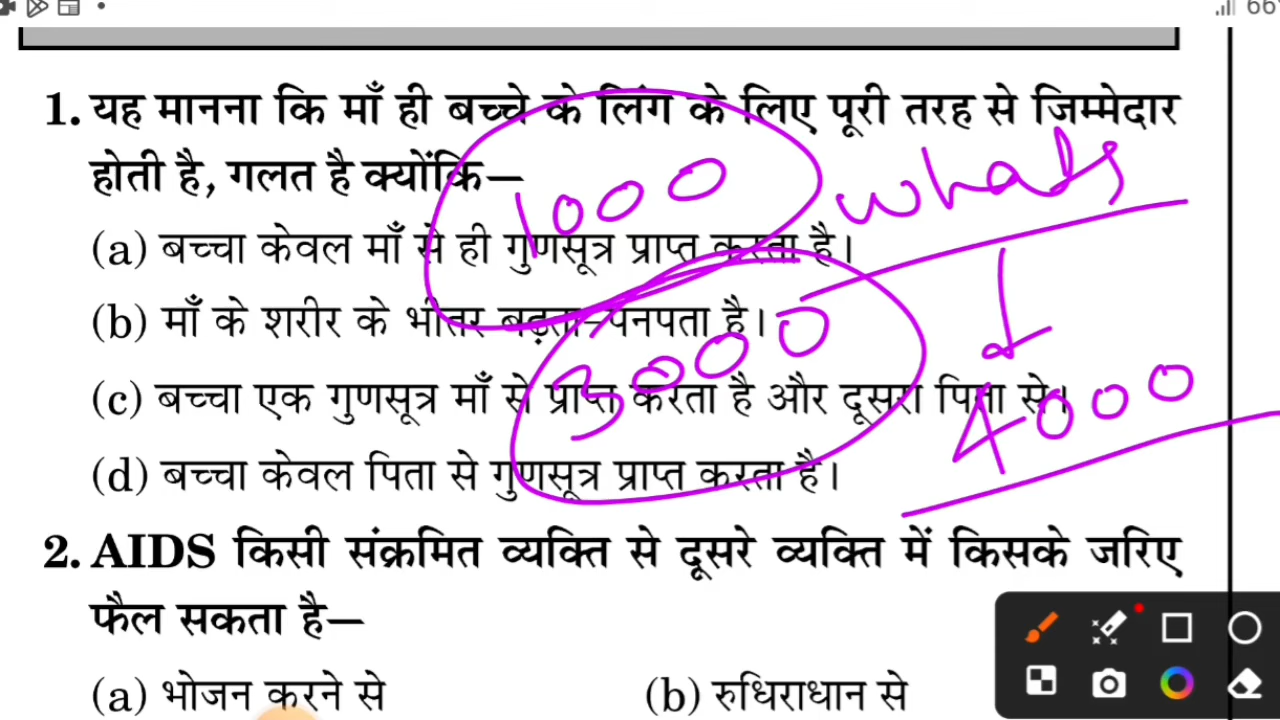 66
1. यह मानना कि माँ ही बच्चे के लिंग के लिए पूरी तरह से जिम्मेदार
होती है, गलत है क्योंकि—
1000
whats
(a) बच्चा केवल माँ से ही गुणसूत्र प्राप्त करता है।
(b) माँ के शरीर के भीतर बढ़ता–पनपता है।
3000
(c) बच्चा एक गुणसूत्र माँ से प्राप्त करता है और दूसरा पिता से।
4000
(d) बच्चा केवल पिता से गुणसूत्र प्राप्त करता है।
2. AIDS किसी संक्रमित व्यक्ति से दूसरे व्यक्ति में किसके जरिए
फैल सकता है—
(a) भोजन करने से (b) रुधिराधान से